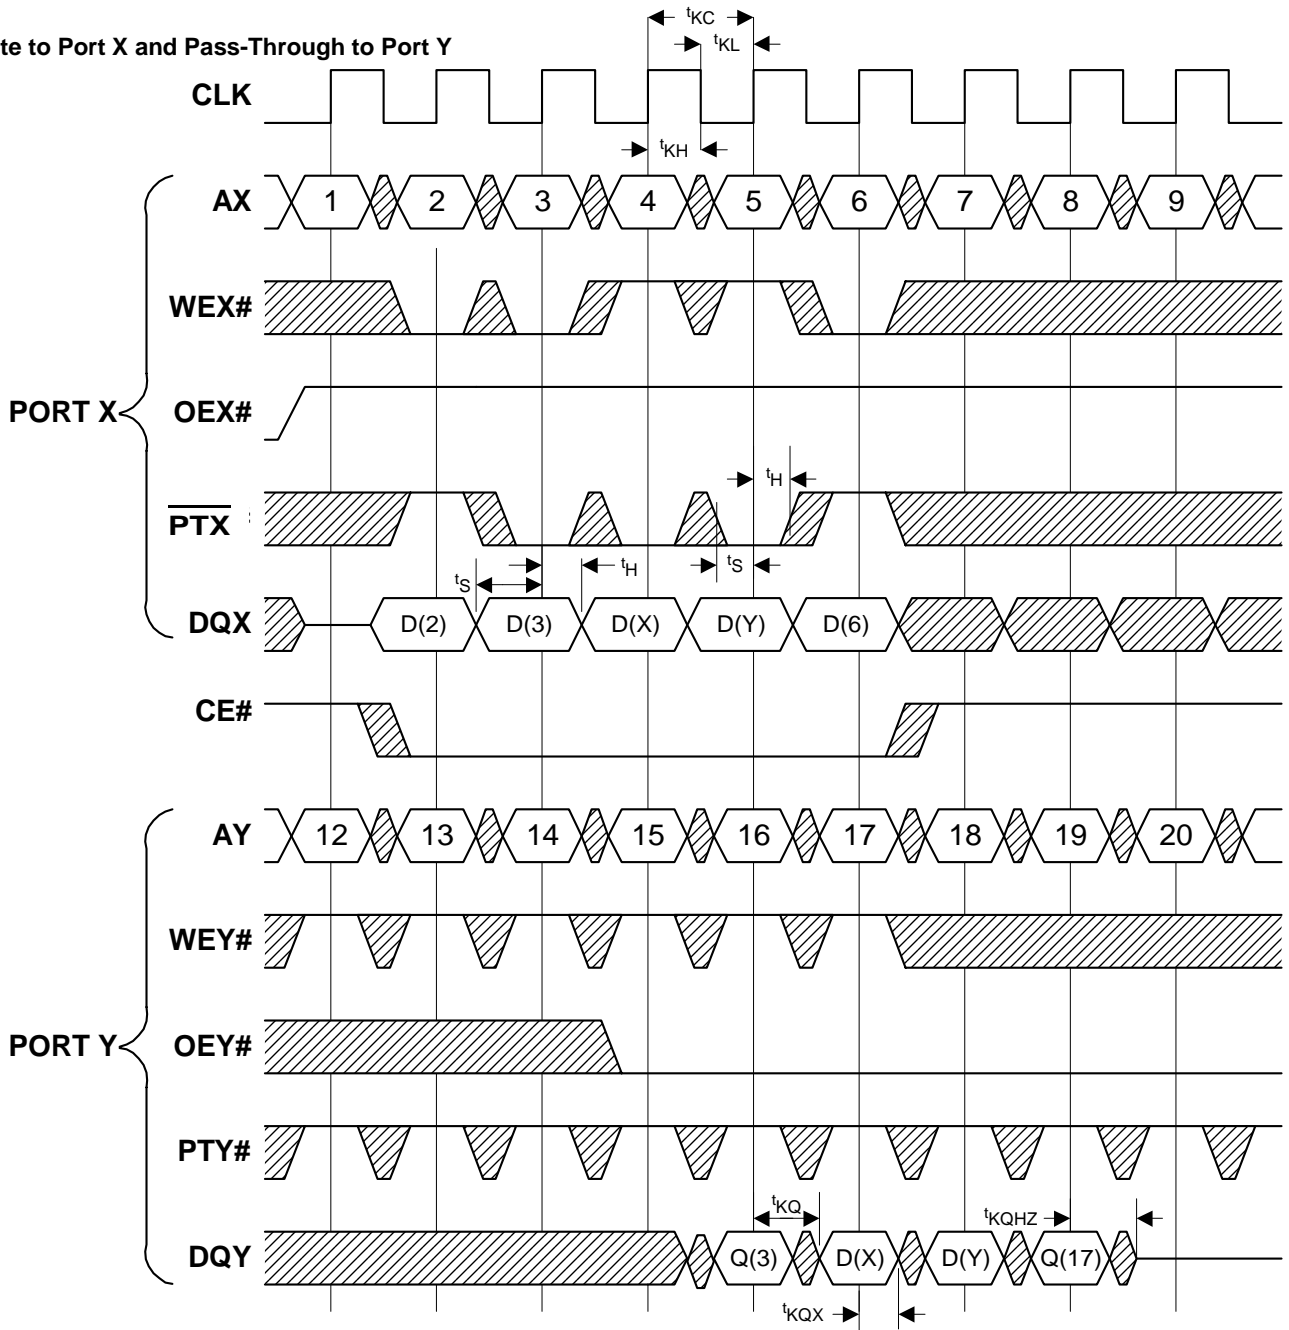 te to Port X and Pass-Through to Port Y
tKC
tKL
CLK
tKH
AX 1 2 3 4 5 6 7 8 9
WEX#
PORT X OEX#
tH
PTX
tS tH tS
DQX D(2) D(3) D(X) D(Y) D(6)
CE#
AY 12 13 14 15 16 17 18 19 20
WEY#
PORT Y OEY#
PTY#
tKQ tKQHZ
DQY Q(3) D(X) D(Y) Q(17)
tKQX